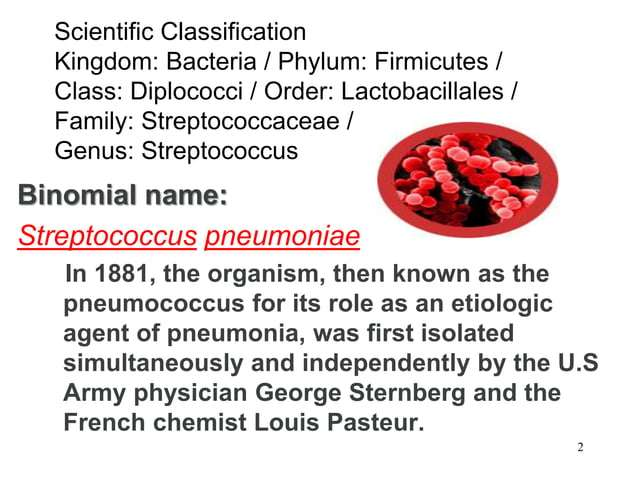 Scientific Classification
Kingdom: Bacteria / Phylum: Firmicutes /
Class: Diplococci / Order: Lactobacillales /
Family: Streptococcaceae /
Genus: Streptococcus
Binomial name:
Streptococcus pneumoniae
In 1881, the organism, then known as the
pneumococcus for its role as an etiologic
agent of pneumonia, was first isolated
simultaneously and independently by the U.S
Army physician George Sternberg and the
French chemist Louis Pasteur.
2